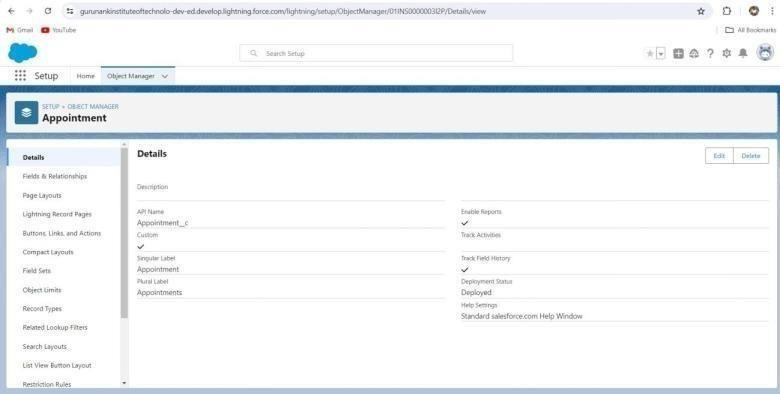 gurunankinstituteoftechnolo-dev-ed.develop.lightning.force.com/lightning/setup/ObjectManager/01INS0000003I2P/Details/view
Gmail YouTube All Bookmarks
Search Setup
Setup Home Object Manager
SETUP > OBJECT MANAGER
Appointment
Details
Fields & Relationships
Page Layouts
Lightning Record Pages
Buttons, Links, and Actions
Compact Layouts
Field Sets
Object Limits
Record Types
Related Lookup Filters
Search Layouts
List View Button Layout
Restriction Rules
Details
Edit Delete
Description
API Name
Appointment__c
Custom
Singular Label
Appointment
Plural Label
Appointments
Enable Reports
Track Activities
Track Field History
Deployment Status
Deployed
Help Settings
Standard salesforce.com Help Window